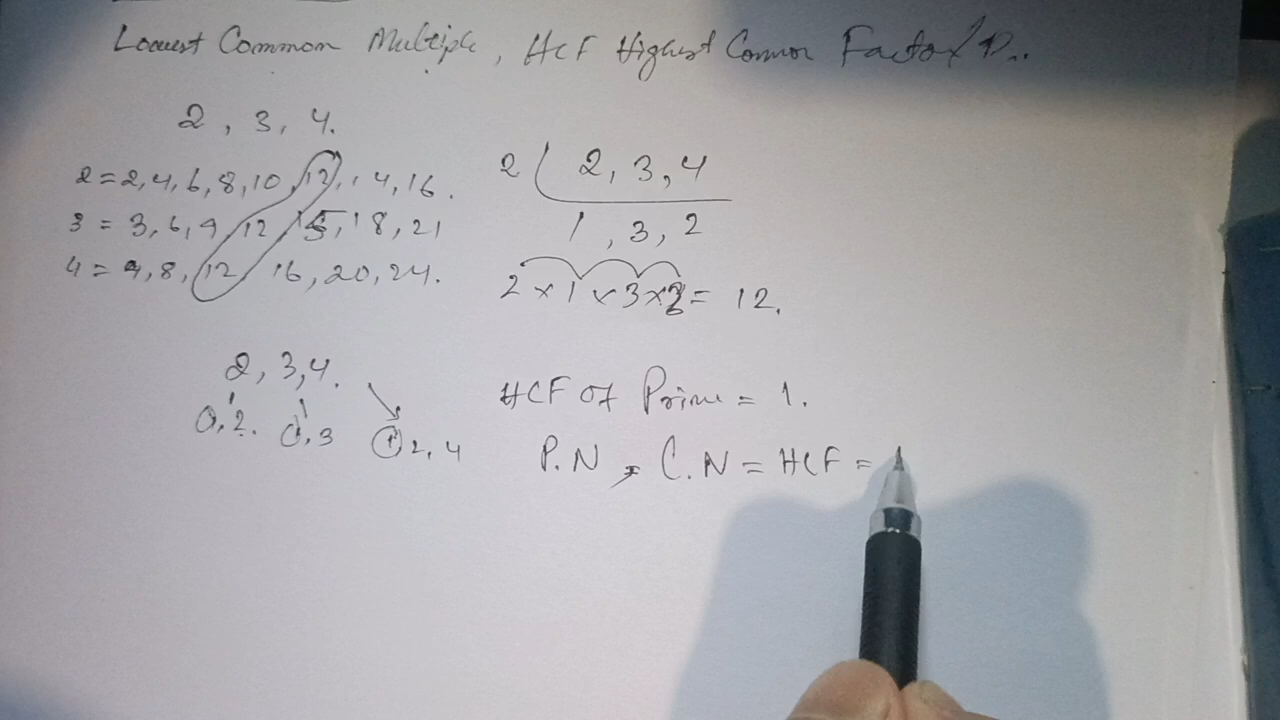 Lowest Common Multiple, HCF Highest Common Factor/D..
2, 3, 4.
2=2,4,6,8,10,12,14,16.
3=3,6,9,12 15,18,21
4=4,8,12 16,20,24.
2 ( 2,3,4
1,3,2
2×1×3×2=12.
2,3,4.
1,2. 1,3 1 2,4
HCF of Prime = 1.
P.N, C.N = HCF = 1